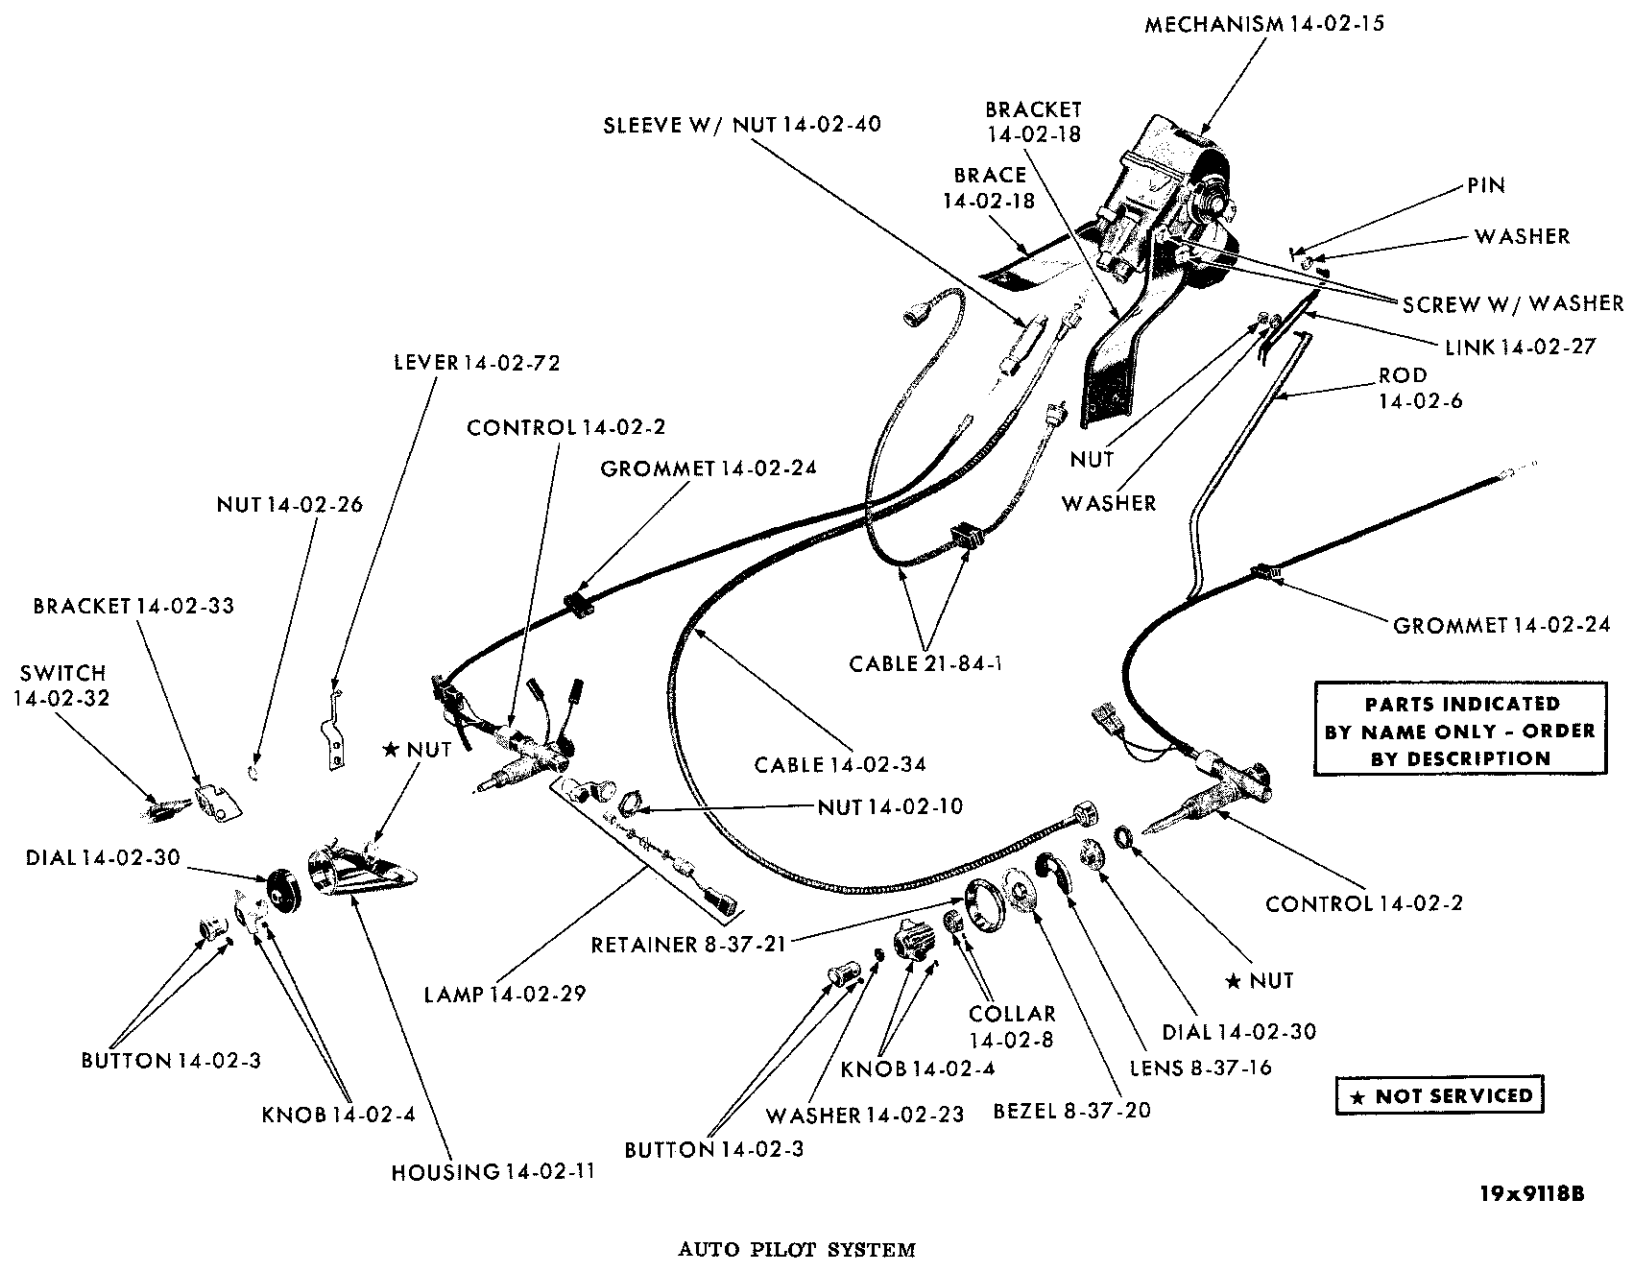 MECHANISM 14-02-15
BRACKET
14-02-18
SLEEVE W/ NUT 14-02-40
BRACE
14-02-18
PIN
WASHER
SCREW W/ WASHER
LINK 14-02-27
ROD
14-02-6
LEVER 14-02-72
CONTROL 14-02-2
GROMMET 14-02-24
NUT
WASHER
NUT 14-02-26
BRACKET 14-02-33
GROMMET 14-02-24
CABLE 21-84-1
SWITCH
14-02-32
PARTS INDICATED
BY NAME ONLY - ORDER
BY DESCRIPTION
★ NUT
CABLE 14-02-34
NUT 14-02-10
DIAL 14-02-30
CONTROL 14-02-2
RETAINER 8-37-21
★ NUT
LAMP 14-02-29
COLLAR
14-02-8
DIAL 14-02-30
BUTTON 14-02-3
KNOB 14-02-4
LENS 8-37-16
KNOB 14-02-4
WASHER 14-02-23
BEZEL 8-37-20
★ NOT SERVICED
BUTTON 14-02-3
HOUSING 14-02-11
19x9118B
AUTO PILOT SYSTEM